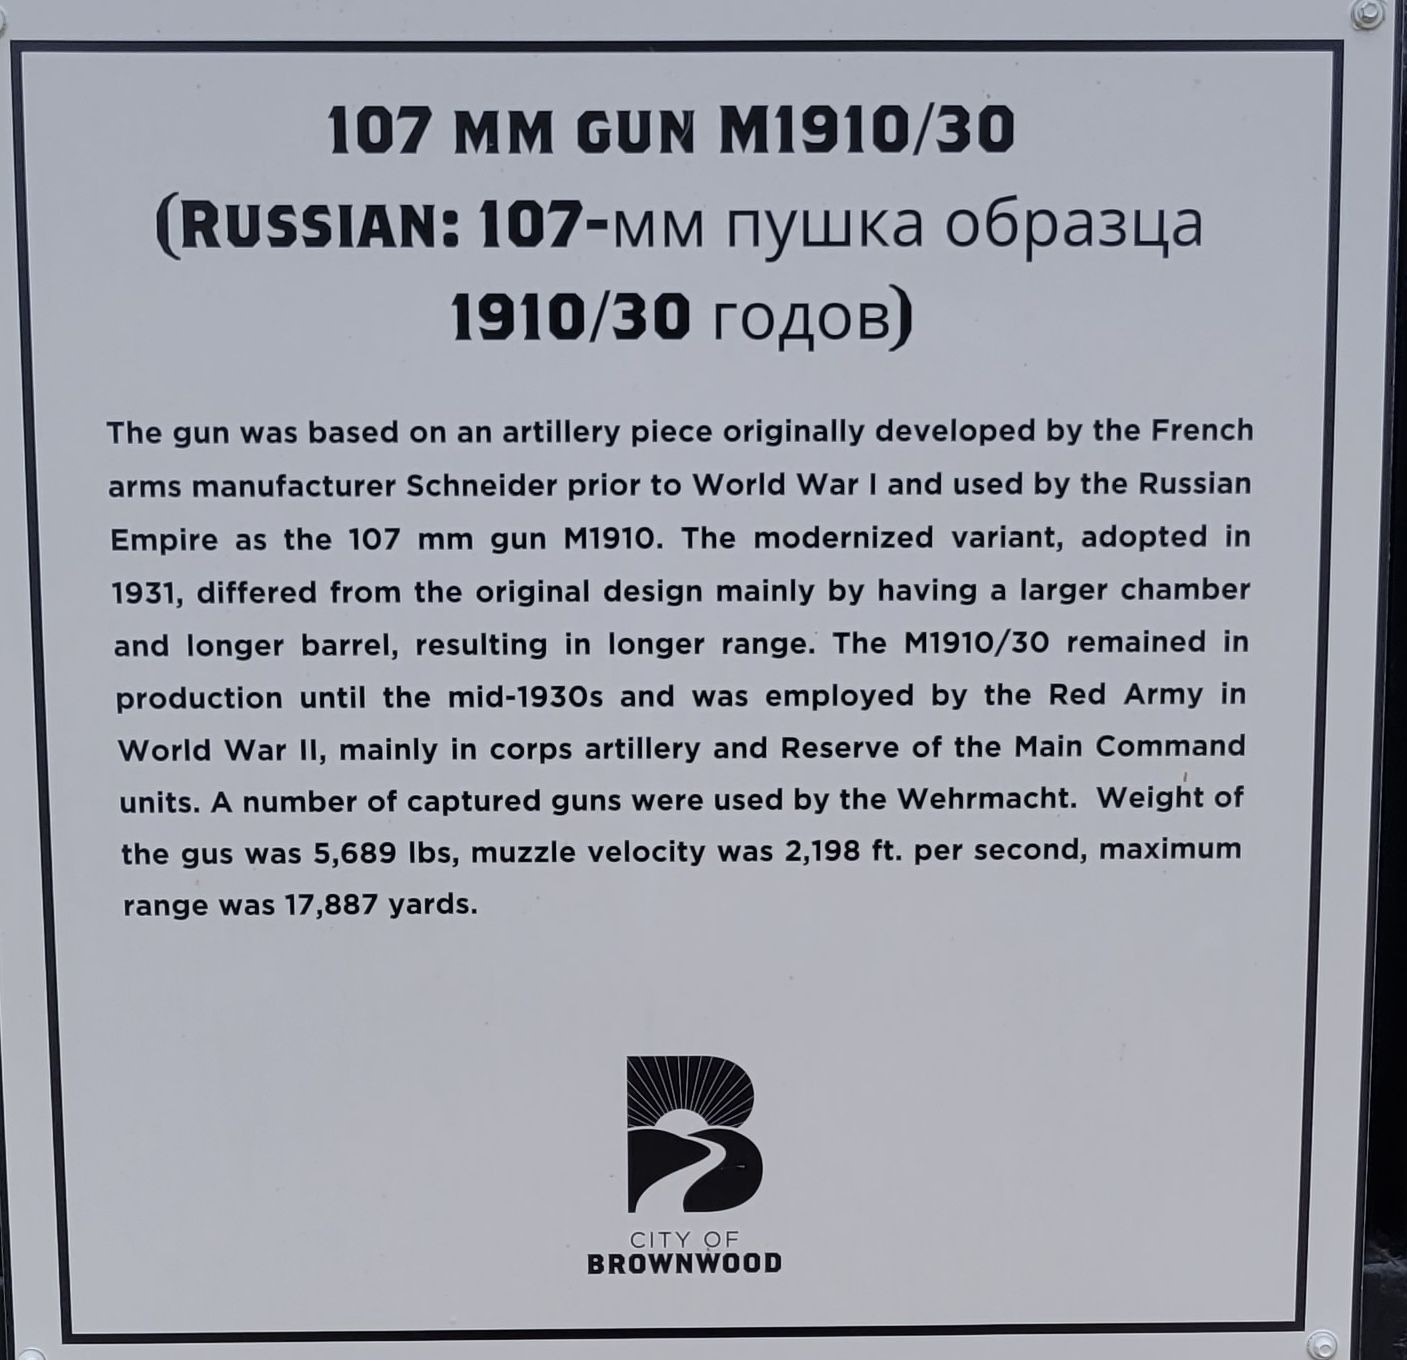 107 MM GUN M1910/30
(RUSSIAN: 107-мм пушка образца
1910/30 годов)
The gun was based on an artillery piece originally developed by the French
arms manufacturer Schneider prior to World War I and used by the Russian
Empire as the 107 mm gun M1910. The modernized variant, adopted in
1931, differed from the original design mainly by having a larger chamber
and longer barrel, resulting in longer range. The M1910/30 remained in
production until the mid-1930s and was employed by the Red Army in
World War II, mainly in corps artillery and Reserve of the Main Command
units. A number of captured guns were used by the Wehrmacht. Weight of
the gus was 5,689 lbs, muzzle velocity was 2,198 ft. per second, maximum
range was 17,887 yards.
CITY OF
BROWNWOOD